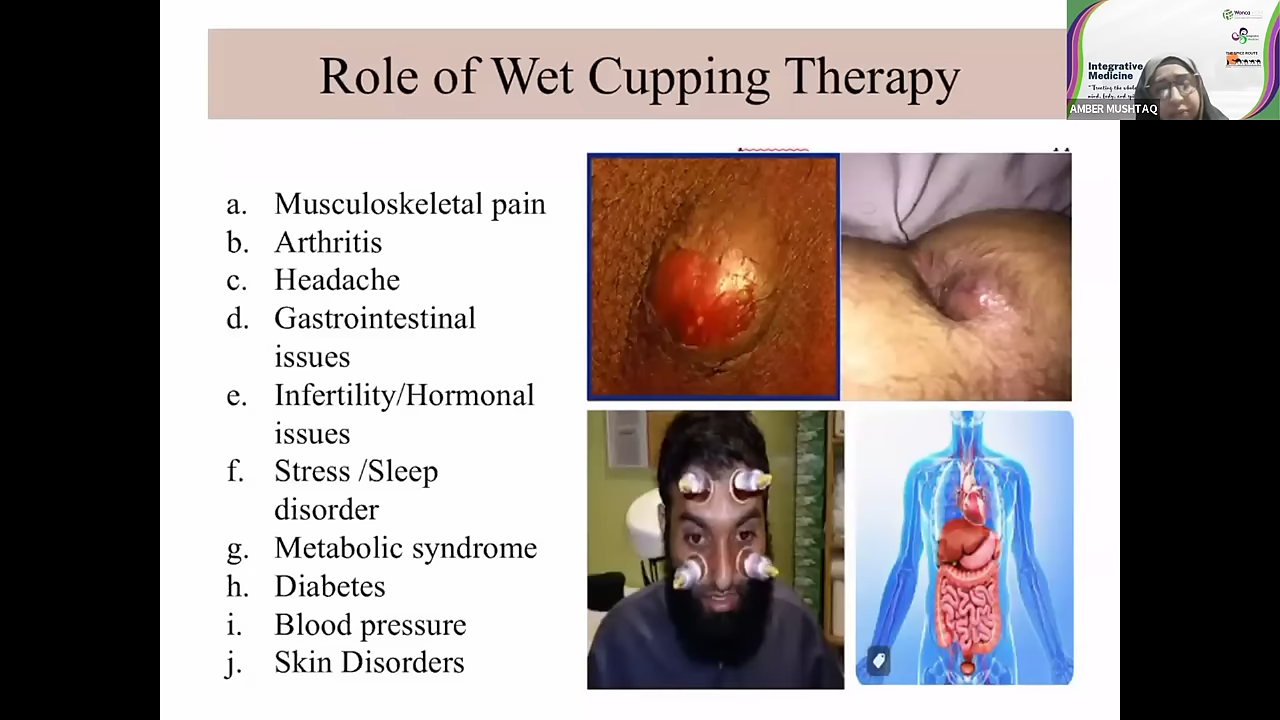 Role of Wet Cupping Therapy
a. Musculoskeletal pain
b. Arthritis
c. Headache
d. Gastrointestinal
issues
e. Infertility/Hormonal
issues
f. Stress /Sleep
disorder
g. Metabolic syndrome
h. Diabetes
i. Blood pressure
j. Skin Disorders
Wonca
Integrative
Medicine
AMBER MUSHTAQ